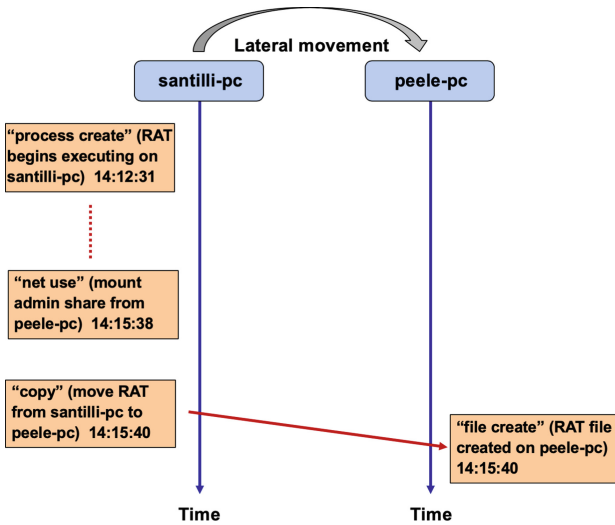 Lateral movement
santilli-pc
peele-pc
“process create” (RAT
begins executing on
santilli-pc) 14:12:31
“net use” (mount
admin share from
peele-pc) 14:15:38
“copy” (move RAT
from santilli-pc to
peele-pc) 14:15:40
“file create” (RAT file
created on peele-pc)
14:15:40
Time
Time